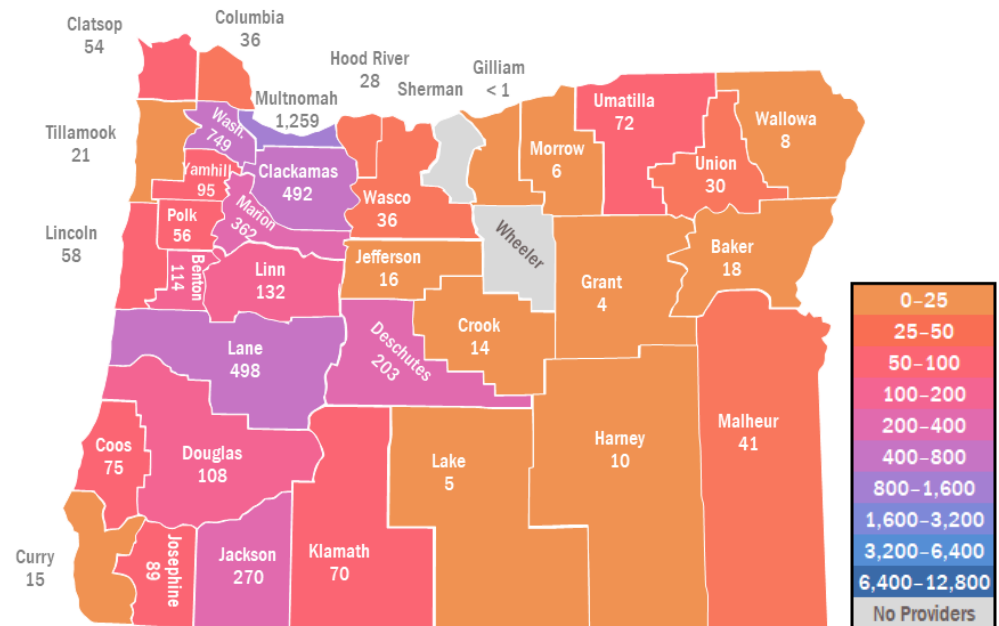 Clatsop
54
Columbia
36
Hood River
28
Sherman
Gilliam
< 1
Multnomah
1,259
Tillamook
21
Wash.
749
Umatilla
72
Wallowa
8
Morrow
6
Union
30
Yamhill
95
Clackamas
492
Wasco
36
Polk
56
Marion
362
Lincoln
58
Benton
114
Linn
132
Jefferson
16
Wheeler
Grant
4
Baker
18
Lane
498
Deschutes
203
Crook
14
Coos
75
Douglas
108
Lake
5
Harney
10
Malheur
41
Curry
15
Josephine
89
Jackson
270
Klamath
70
0–25
25–50
50–100
100–200
200–400
400–800
800–1,600
1,600–3,200
3,200–6,400
6,400–12,800
No Providers